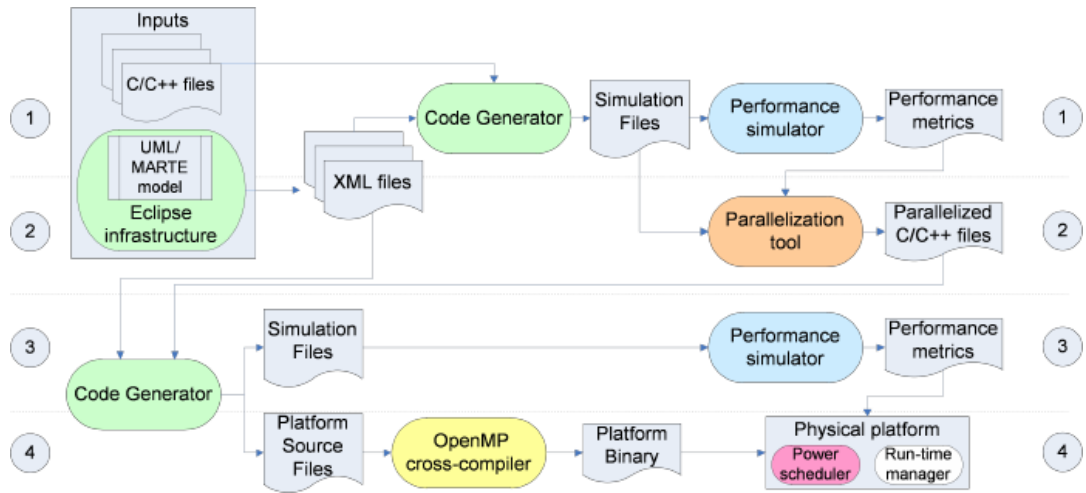 Inputs
C/C++ files
UML/
MARTE
model
Eclipse
infrastructure
XML files
Code Generator
Simulation
Files
Performance
simulator
Performance
metrics
1
1
2
Parallelization
tool
Parallelized
C/C++ files
2
3
Code Generator
Simulation
Files
Performance
simulator
Performance
metrics
3
4
Platform
Source
Files
OpenMP
cross-compiler
Platform
Binary
Physical platform
Power
scheduler
Run-time
manager
4